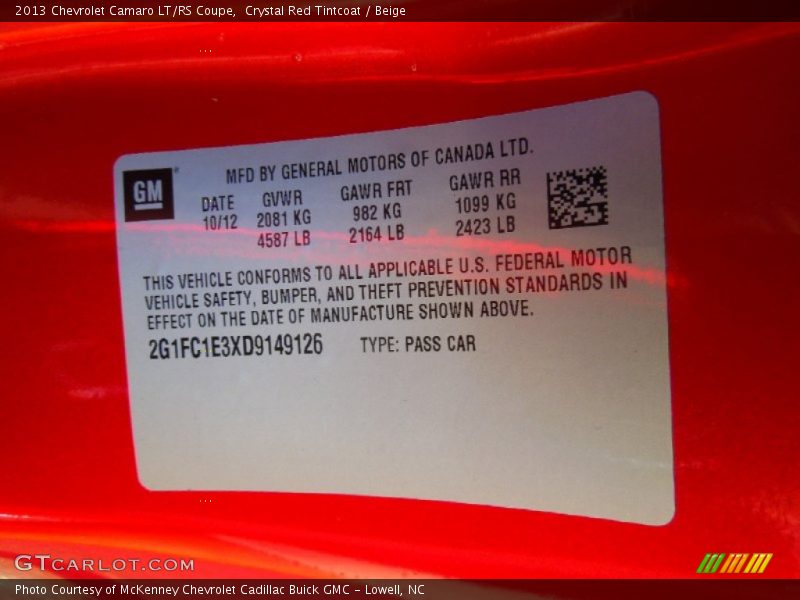 2013 Chevrolet Camaro LT/RS Coupe,  Crystal Red Tintcoat / Beige
GM
MFD BY GENERAL MOTORS OF CANADA LTD.
DATE GVWR GAWR FRT GAWR RR
10/12 2081 KG 982 KG 1099 KG
4587 LB 2164 LB 2423 LB
THIS VEHICLE CONFORMS TO ALL APPLICABLE U.S. FEDERAL MOTOR
VEHICLE SAFETY, BUMPER, AND THEFT PREVENTION STANDARDS IN
EFFECT ON THE DATE OF MANUFACTURE SHOWN ABOVE.
2G1FC1E3XD9149126 TYPE: PASS CAR
GTCARLOT.COM
Photo Courtesy of McKenney Chevrolet Cadillac Buick GMC - Lowell, NC